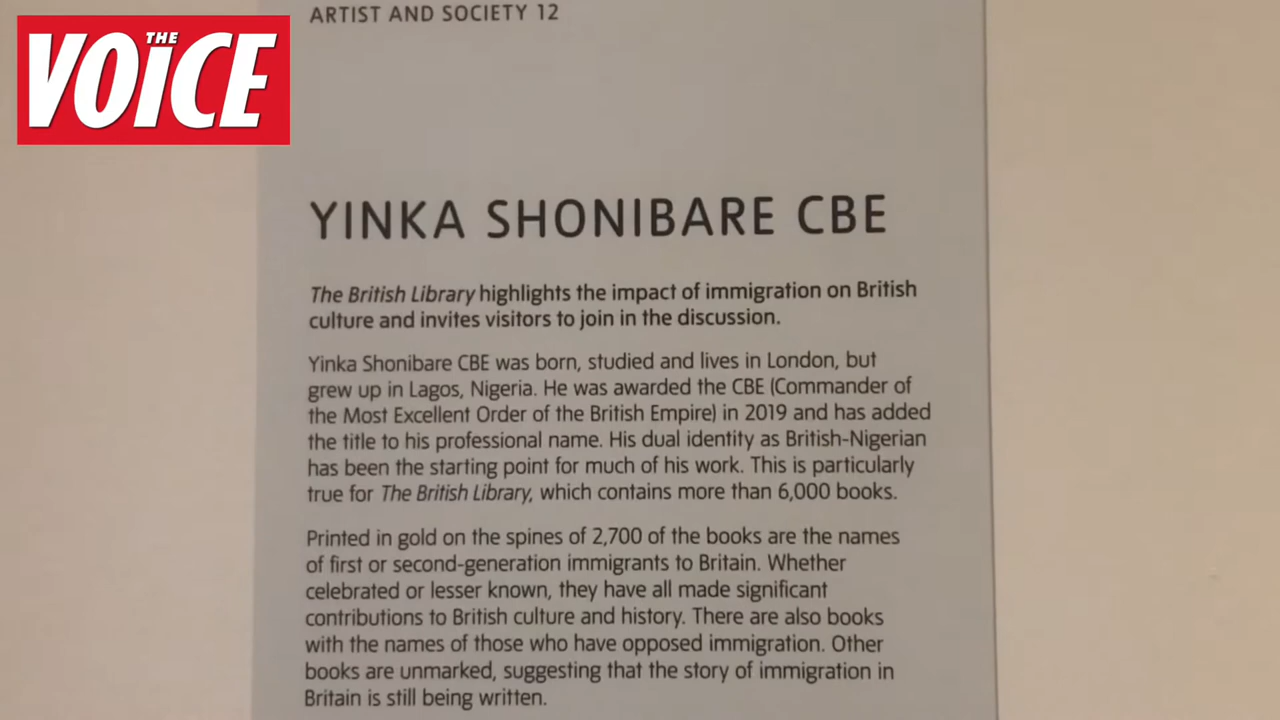 THE
VOICE
ARTIST AND SOCIETY 12
YINKA SHONIBARE CBE
The British Library highlights the impact of immigration on British
culture and invites visitors to join in the discussion.
Yinka Shonibare CBE was born, studied and lives in London, but
grew up in Lagos, Nigeria. He was awarded the CBE (Commander of
the Most Excellent Order of the British Empire) in 2019 and has added
the title to his professional name. His dual identity as British-Nigerian
has been the starting point for much of his work. This is particularly
true for The British Library, which contains more than 6,000 books.
Printed in gold on the spines of 2,700 of the books are the names
of first or second-generation immigrants to Britain. Whether
celebrated or lesser known, they have all made significant
contributions to British culture and history. There are also books
with the names of those who have opposed immigration. Other
books are unmarked, suggesting that the story of immigration in
Britain is still being written.